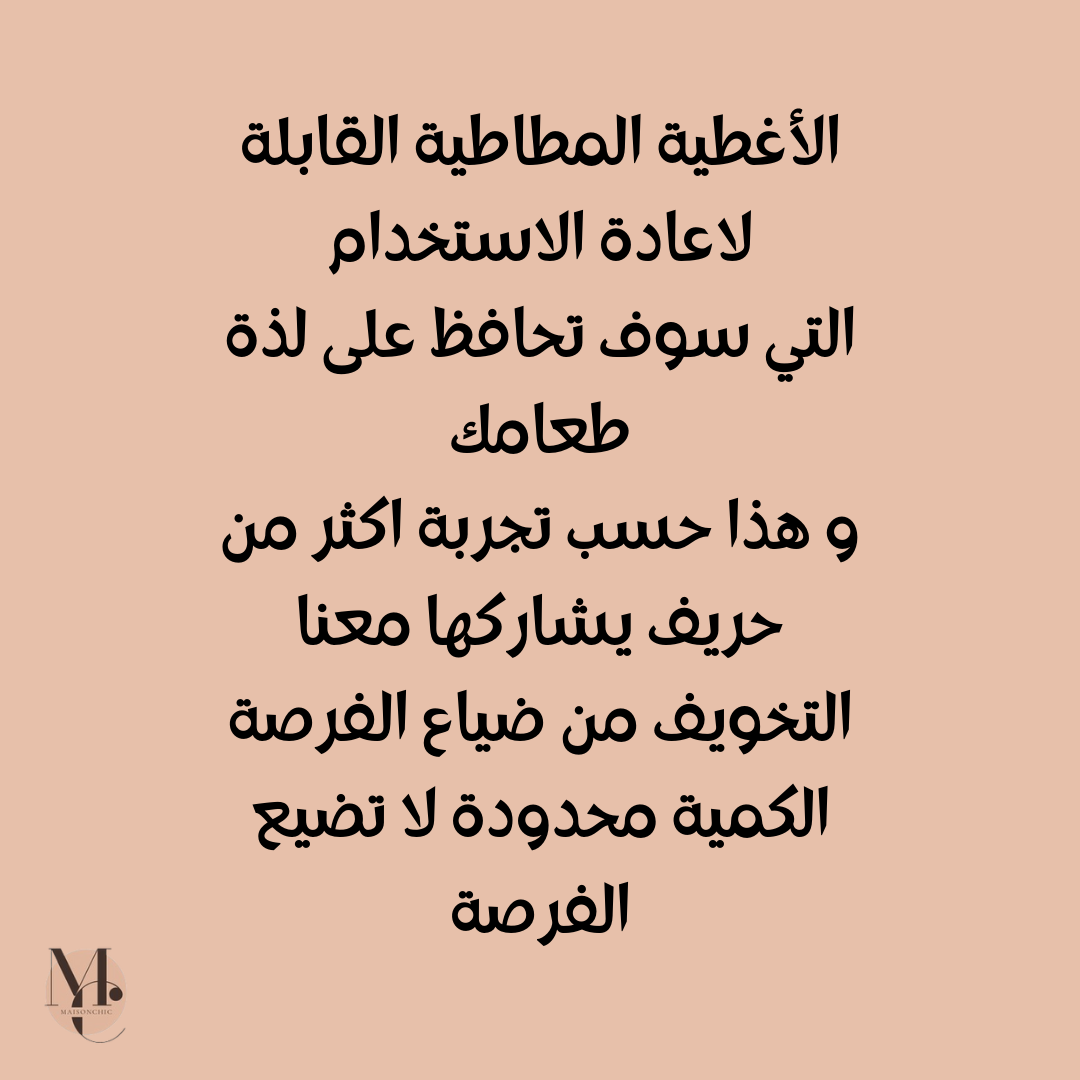 الأغطية المطاطية القابلة
لاعادة الاستخدام
التي سوف تحافظ على لذة
طعامك
و هذا حسب تجربة اكثر من
حريف يشاركها معنا
التخويف من ضياع الفرصة
الكمية محدودة لا تضيع
الفرصة
MC
MAISONCHIC